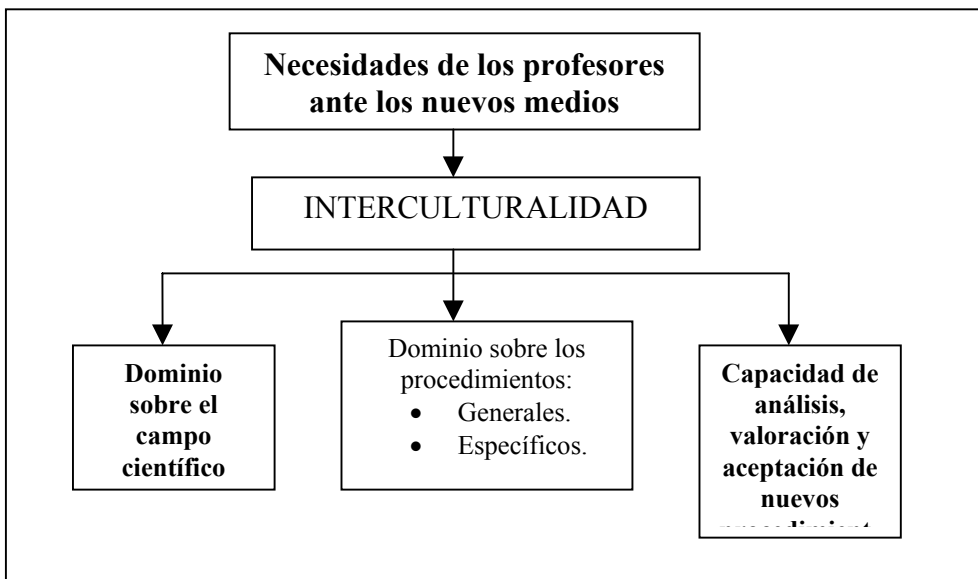 Necesidades de los profesores
ante los nuevos medios
INTERCULTURALIDAD
Dominio
sobre el
campo
científico
Dominio sobre los
procedimientos:
• Generales.
• Específicos.
Capacidad de
análisis,
valoración y
aceptación de
nuevos